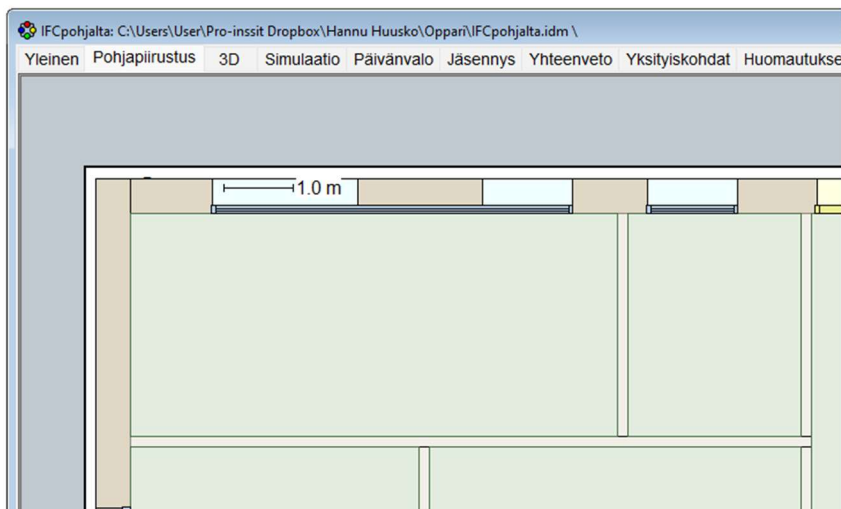 IFCpohjalta: C:\Users\User\Pro-inssit Dropbox\Hannu Huusko\Oppari\IFCpohjalta.idm \
Yleinen Pohjapiirustus 3D Simulaatio Päivänvalo Jäsennys Yhteenveto Yksityiskohdat Huomautukse
1.0 m